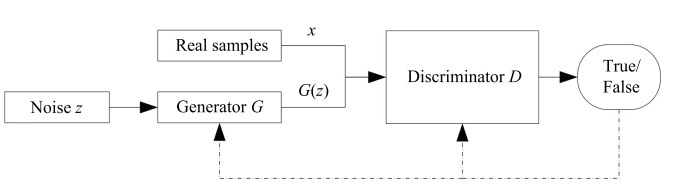 Real samples
x
Noise z
Generator G
G(z)
Discriminator D
True/
False